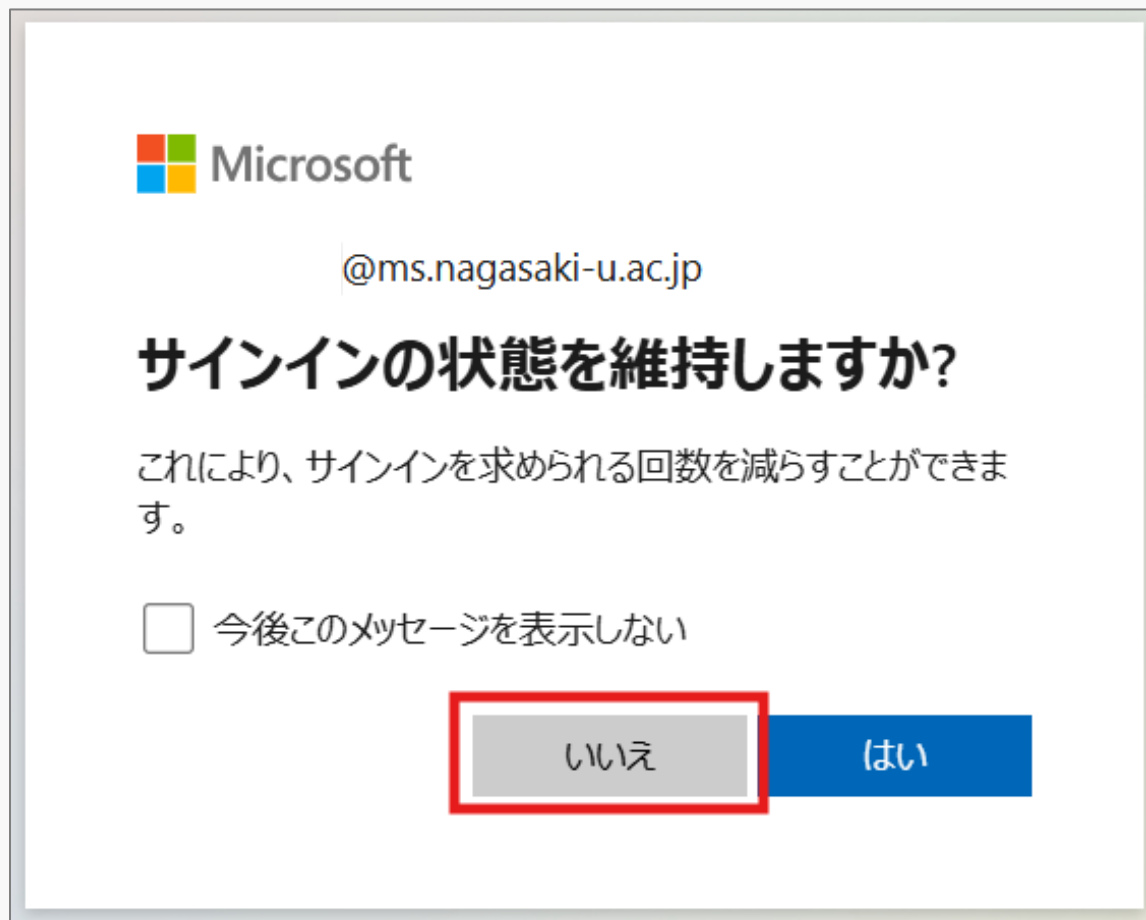 Microsoft
@ms.nagasaki-u.ac.jp
サインインの状態を維持しますか?
これにより、サインインを求められる回数を減らすことができま
す。
今後このメッセージを表示しない
いいえ
はい